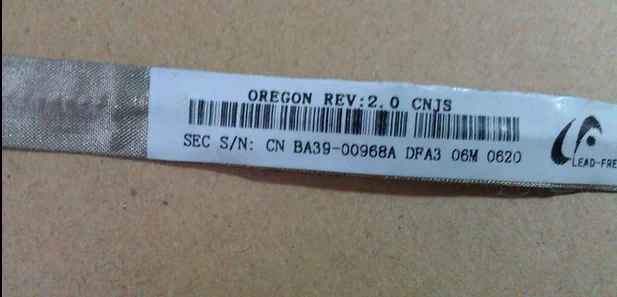 OREGON REV:2.0 CNJS
SEC S/N: CN BA39-00968A DFA3 06M 0620
LEAD-FRE